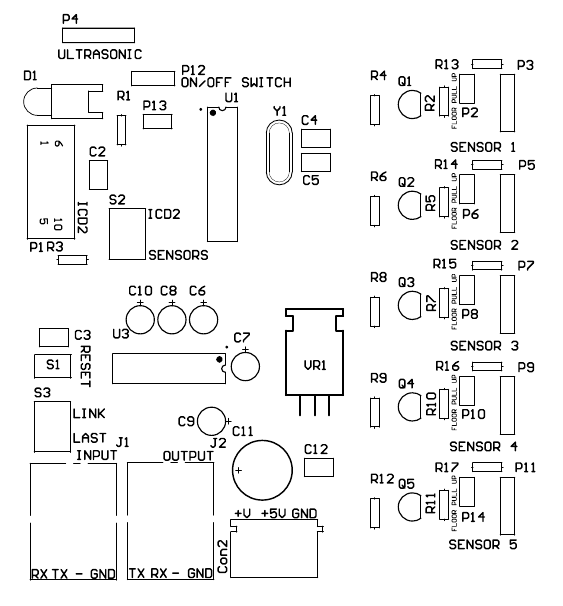 P4
ULTRASONIC
D1
P12
ON/OFF SWITCH
R1
P13
U1
Y1
C4
C5
6
1
C2
S2
ICD2
5
10
ICD2
P1
R3
SENSORS
C10
C8
C6
U3
C7
C3
RESET
S1
VR1
S3
LINK
LAST
C9
J1
INPUT
J2
OUTPUT
C11
C12
+V +5V GND
Con2
RX TX - GND
TX RX - GND
R13
P3
R4
Q1
R2
FLOOR PULL UP
P2
SENSOR 1
R14
P5
R6
Q2
R5
FLOOR PULL UP
P6
SENSOR 2
R15
P7
R8
Q3
R7
FLOOR PULL UP
P8
SENSOR 3
R16
P9
R9
Q4
R10
FLOOR PULL UP
P10
SENSOR 4
R17
P11
R12
Q5
R11
FLOOR PULL UP
P14
SENSOR 5